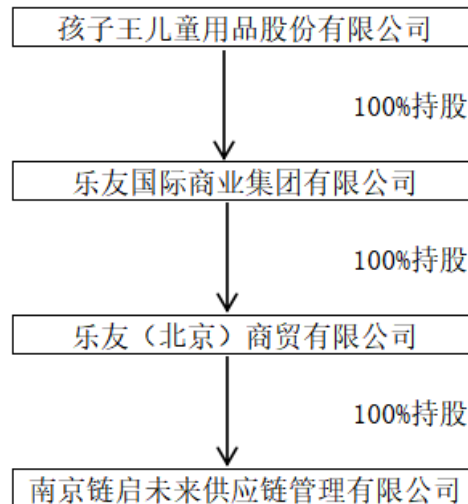 孩子王儿童用品股份有限公司
100%持股
乐友国际商业集团有限公司
100%持股
乐友（北京）商贸有限公司
100%持股
南京链启未来供应链管理有限公司